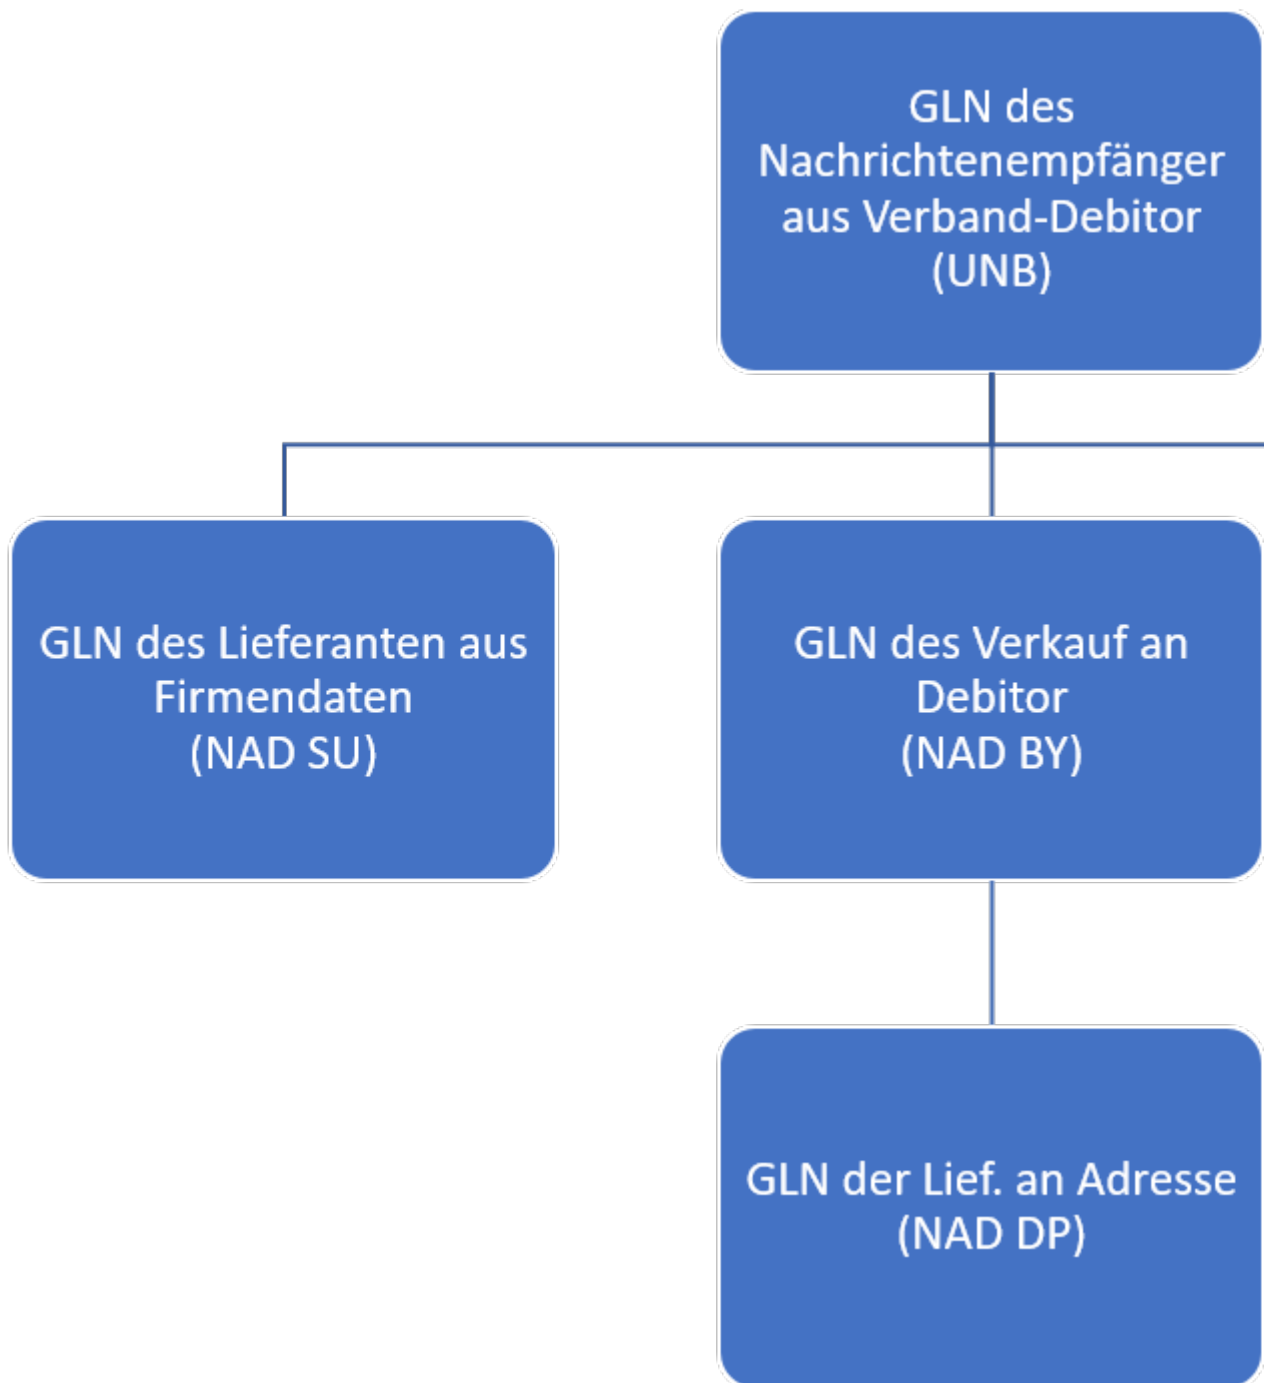 GLN des
Nachrichtenempfänger
aus Verband-Debitor
(UNB)
GLN des Lieferanten aus
Firmendaten
(NAD SU)
GLN des Verkauf an
Debitor
(NAD BY)
GLN der Lief. an Adresse
(NAD DP)